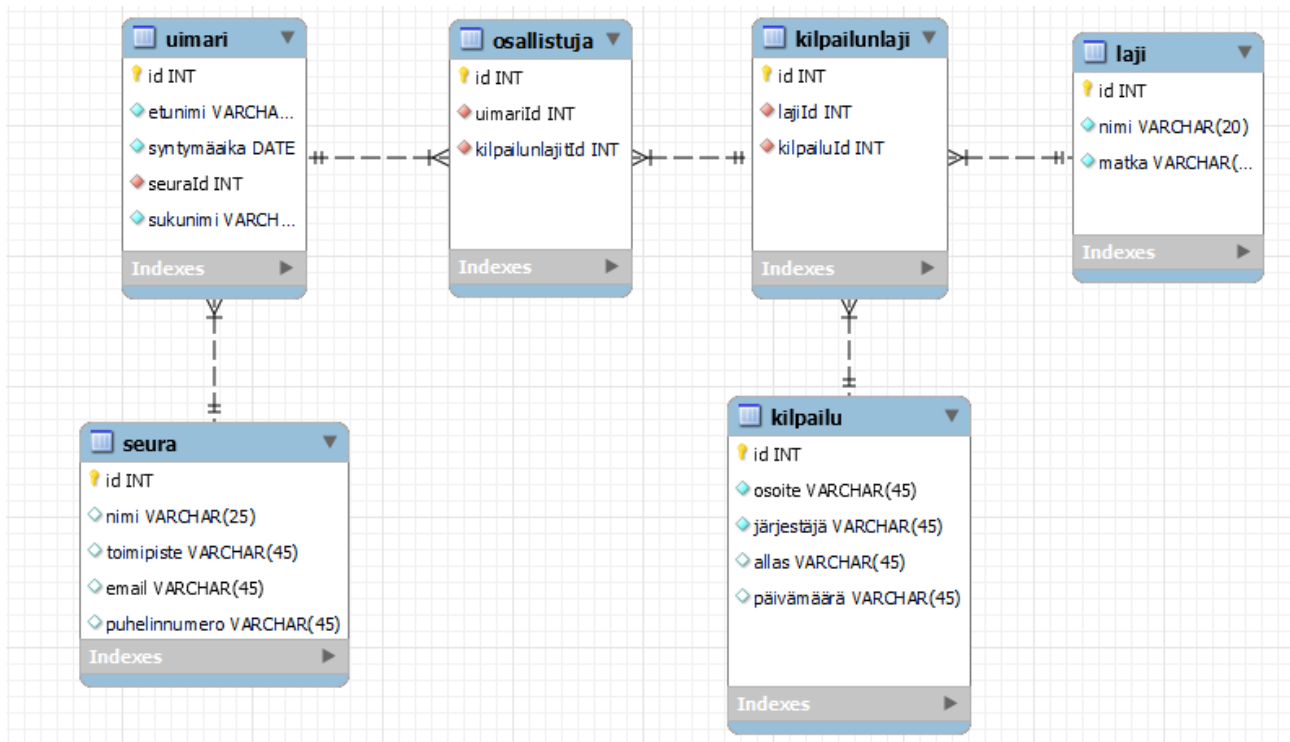 uimari
id INT
etunimi VARCHA...
syntymäaika DATE
seuraId INT
sukunimi VARCH...
Indexes
osallistuja
id INT
uimariId INT
kilpailunlajitId INT
Indexes
kilpailunlaji
id INT
lajiId INT
kilpailuId INT
Indexes
laji
id INT
nimi VARCHAR(20)
matka VARCHAR(...
Indexes
seura
id INT
nimi VARCHAR(25)
toimipiste VARCHAR(45)
email VARCHAR(45)
puhelinnumero VARCHAR(45)
Indexes
kilpailu
id INT
osoite VARCHAR(45)
järjestäjä VARCHAR(45)
allas VARCHAR(45)
päivämäärä VARCHAR(45)
Indexes